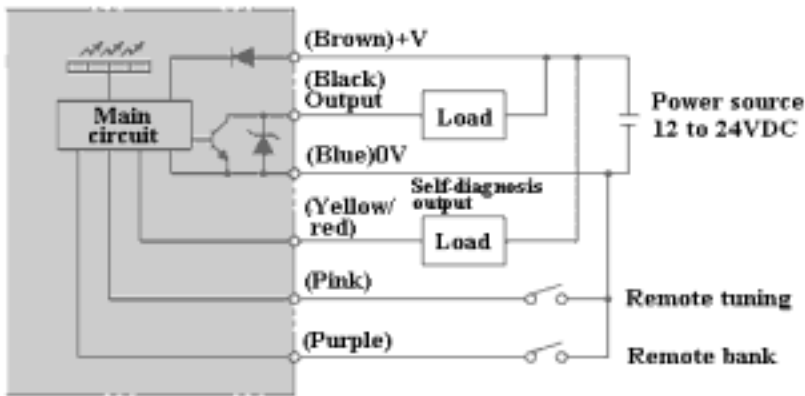 (Brown)+V
(Black)
Output
Load
Power source
12 to 24VDC
Main
circuit
(Blue)0V
Self-diagnosis
output
(Yellow/
red)
Load
(Pink)
Remote tuning
(Purple)
Remote bank